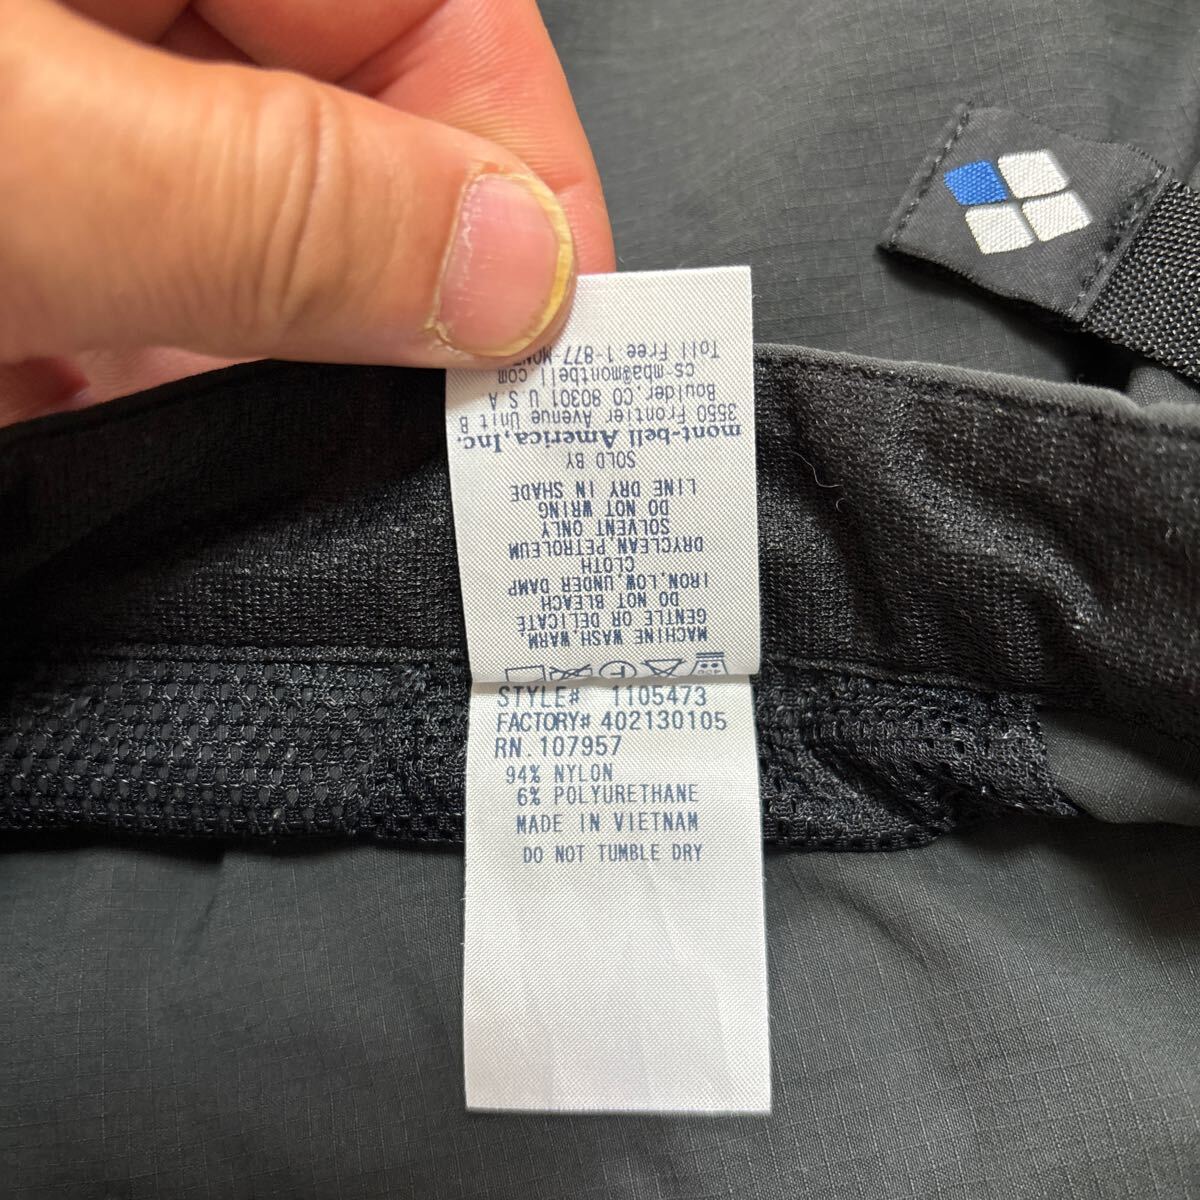 STYLE# 1105473
FACTORY# 402130105
RN. 107957
94% NYLON
6% POLYURETHANE
MADE IN VIETNAM
DO NOT TUMBLE DRY
MACHINE WASH,WARM,
GENTLE OR DELICATE
DO NOT BLEACH
IRON,LOW,UNDER DAMP
CLOTH
DRYCLEAN,PETROLEUM
SOLVENT ONLY
DO NOT WRING
LINE DRY IN SHADE
SOLD BY
mont-bell America,Inc.
3550 Frontier Avenue Unit B
Boulder, CO 80301 U S A
cs.mba@montbell.com
Toll Free 1-877-MONT